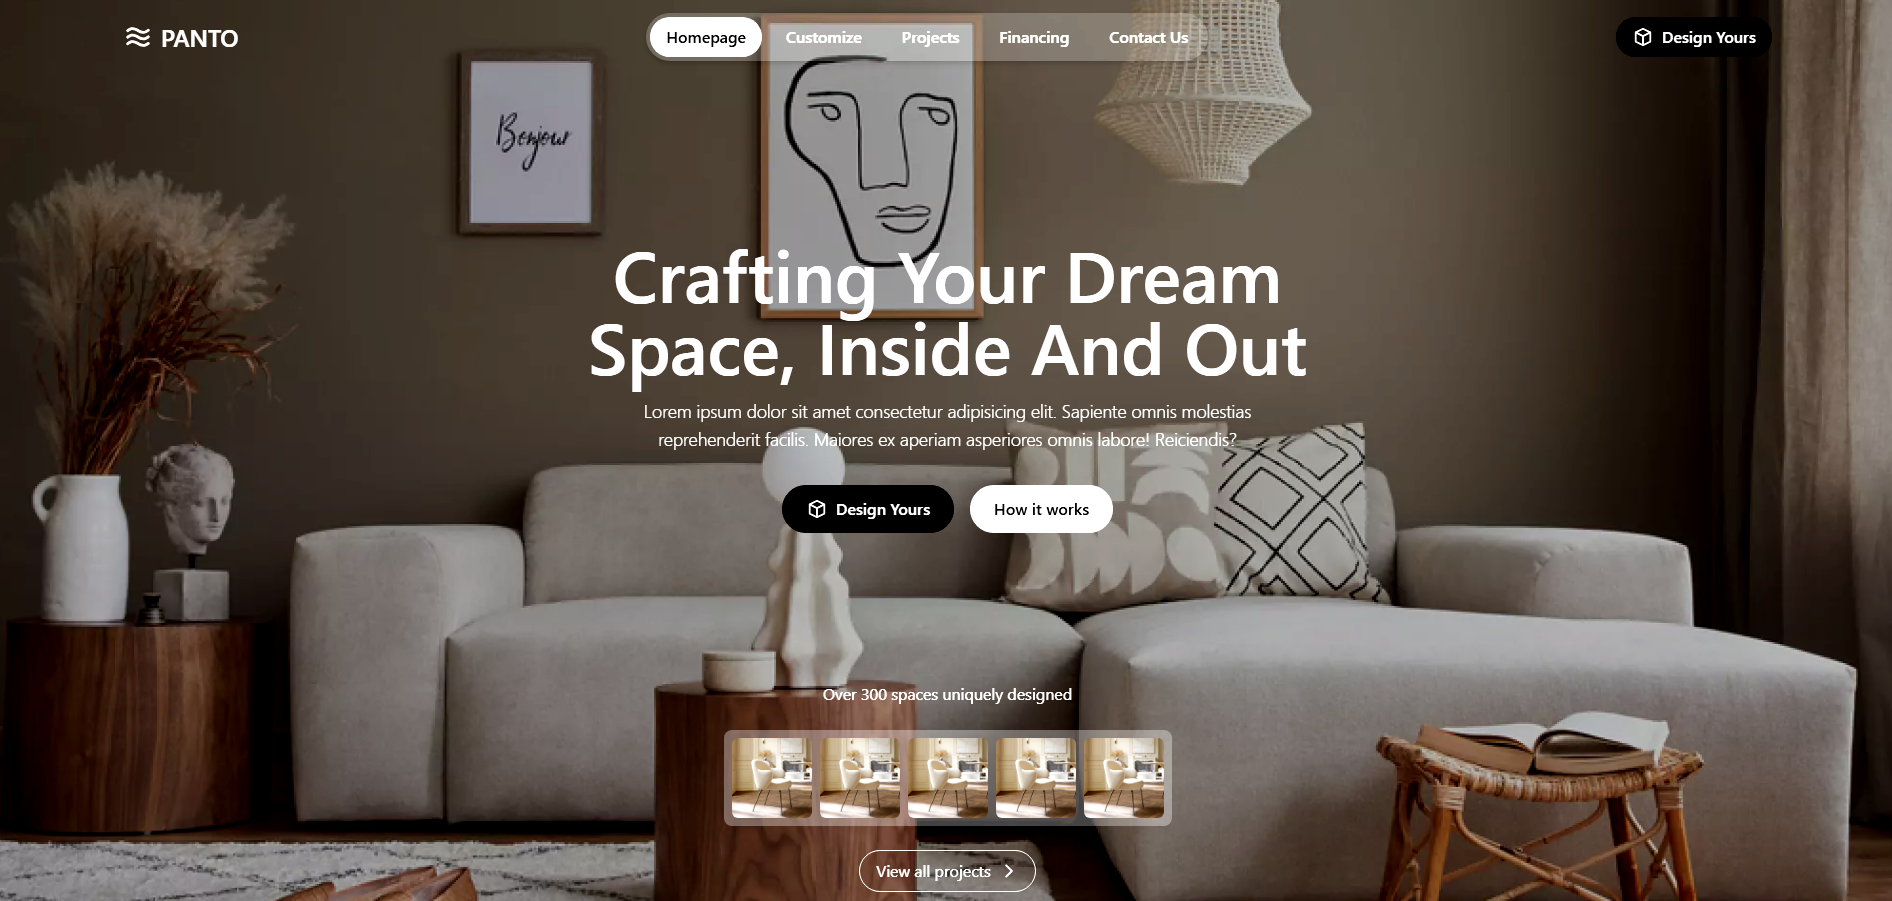 PANTO
Homepage
Customize
Projects
Financing
Contact Us
Design Yours
Bonjour
Crafting Your Dream
Space, Inside And Out
Lorem ipsum dolor sit amet consectetur adipisicing elit. Sapiente omnis molestias
reprehenderit facilis. Maiores ex aperiam asperiores omnis labore! Reiciendis?
Design Yours
How it works
Over 300 spaces uniquely designed
View all projects